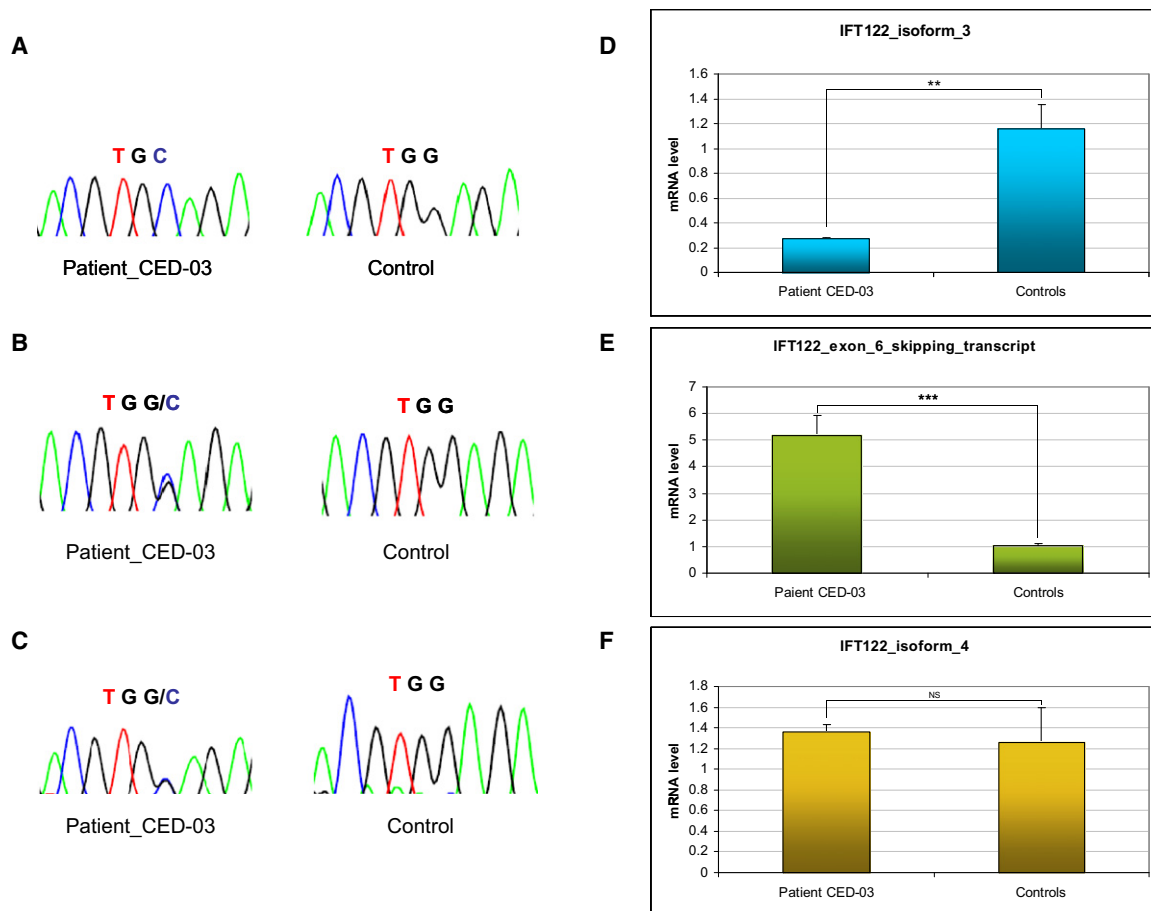 A
T G C
T G G
Patient_CED-03
Control
B
T G G/C
T G G
Patient_CED-03
Control
C
T G G/C
T G G
Patient_CED-03
Control
D
IFT122_isoform_3
mRNA level
1.6
1.4
1.2
1
0.8
0.6
0.4
0.2
0
**
Patient CED-03
Controls
E
IFT122_exon_6_skipping_transcript
mRNA level
7
6
5
4
3
2
1
0
***
Paient CED-03
Controls
F
IFT122_isoform_4
mRNA level
1.8
1.6
1.4
1.2
1
0.8
0.6
0.4
0.2
0
NS
Patient CED-03
Controls